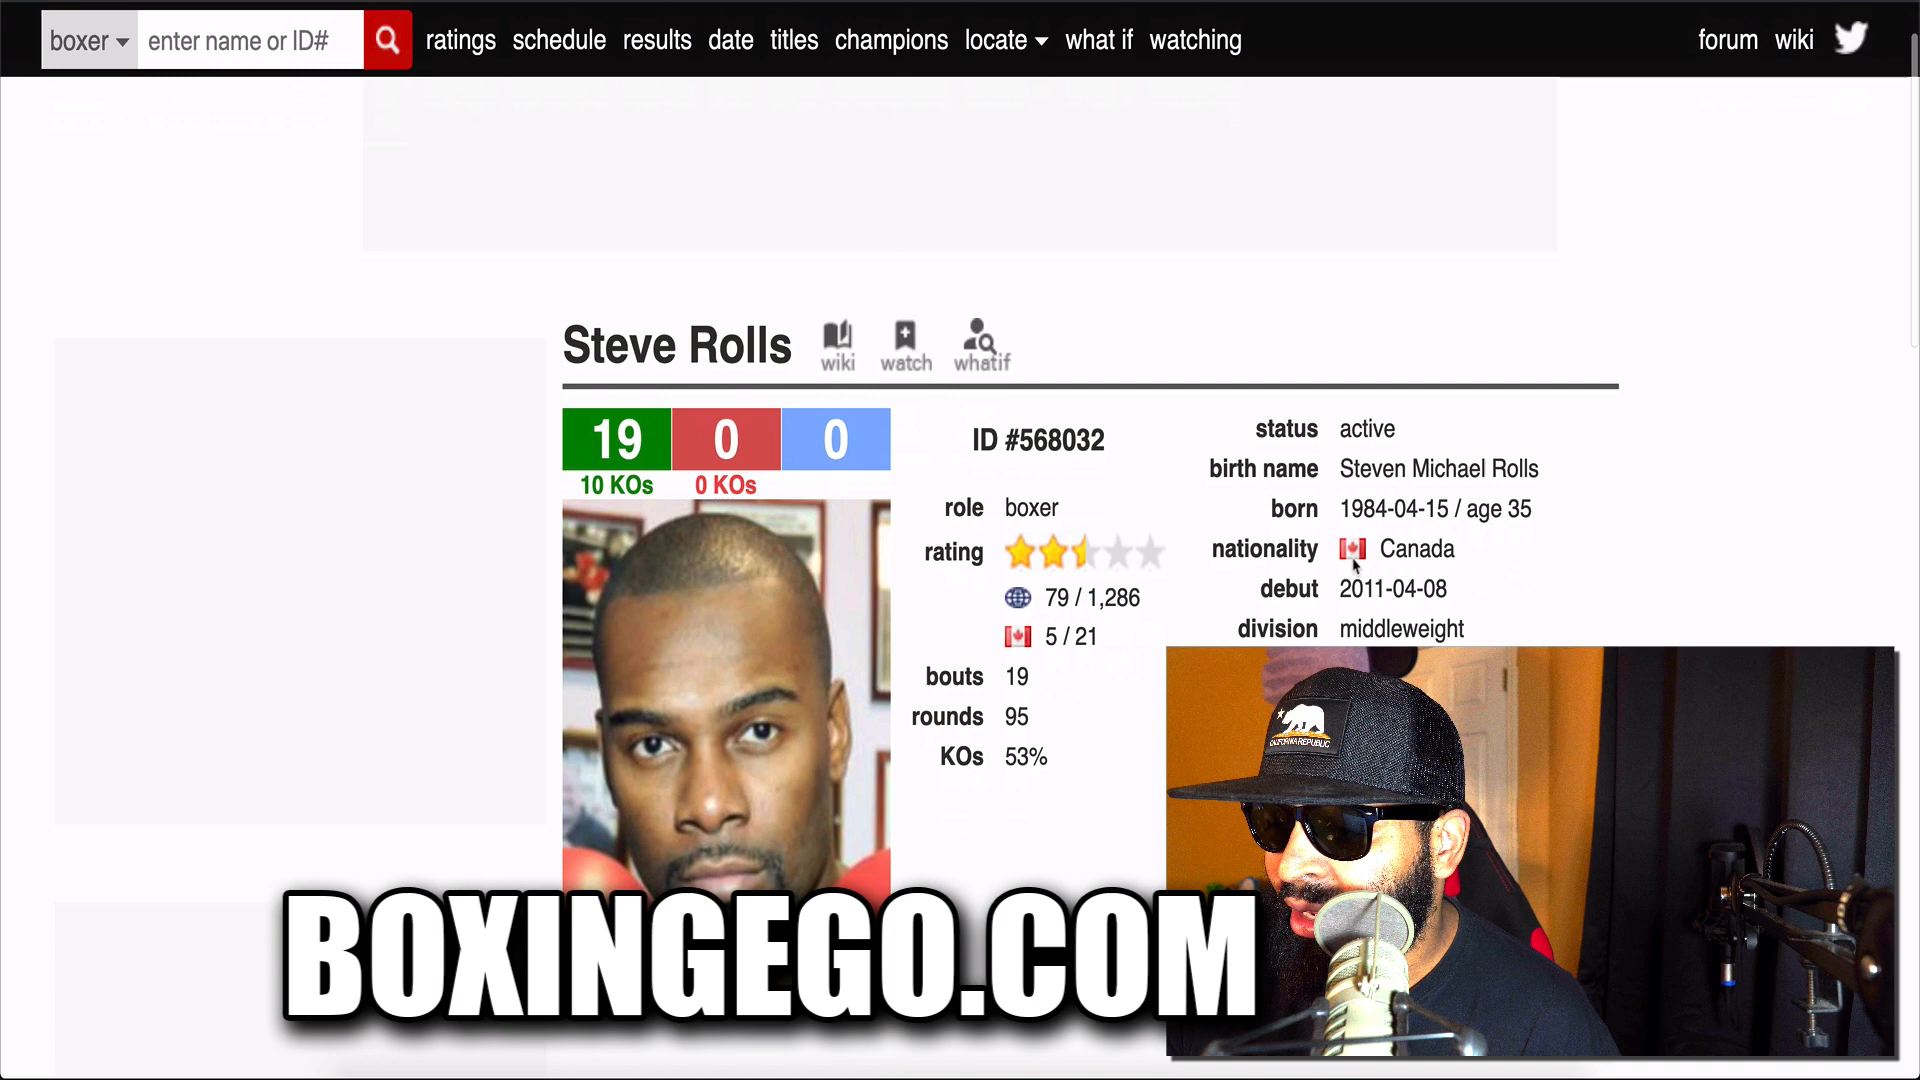 boxer enter name or ID# ratings schedule results date titles champions locate what if watching forum wiki
Steve Rolls wiki watch whatif
19 0 0
10 KOs 0 KOs
ID #568032
role boxer
rating
79 / 1,286
5 / 21
bouts 19
rounds 95
KOs 53%
status active
birth name Steven Michael Rolls
born 1984-04-15 / age 35
nationality Canada
debut 2011-04-08
division middleweight
CALIFORNIA REPUBLIC
BOXINGEGO.COM